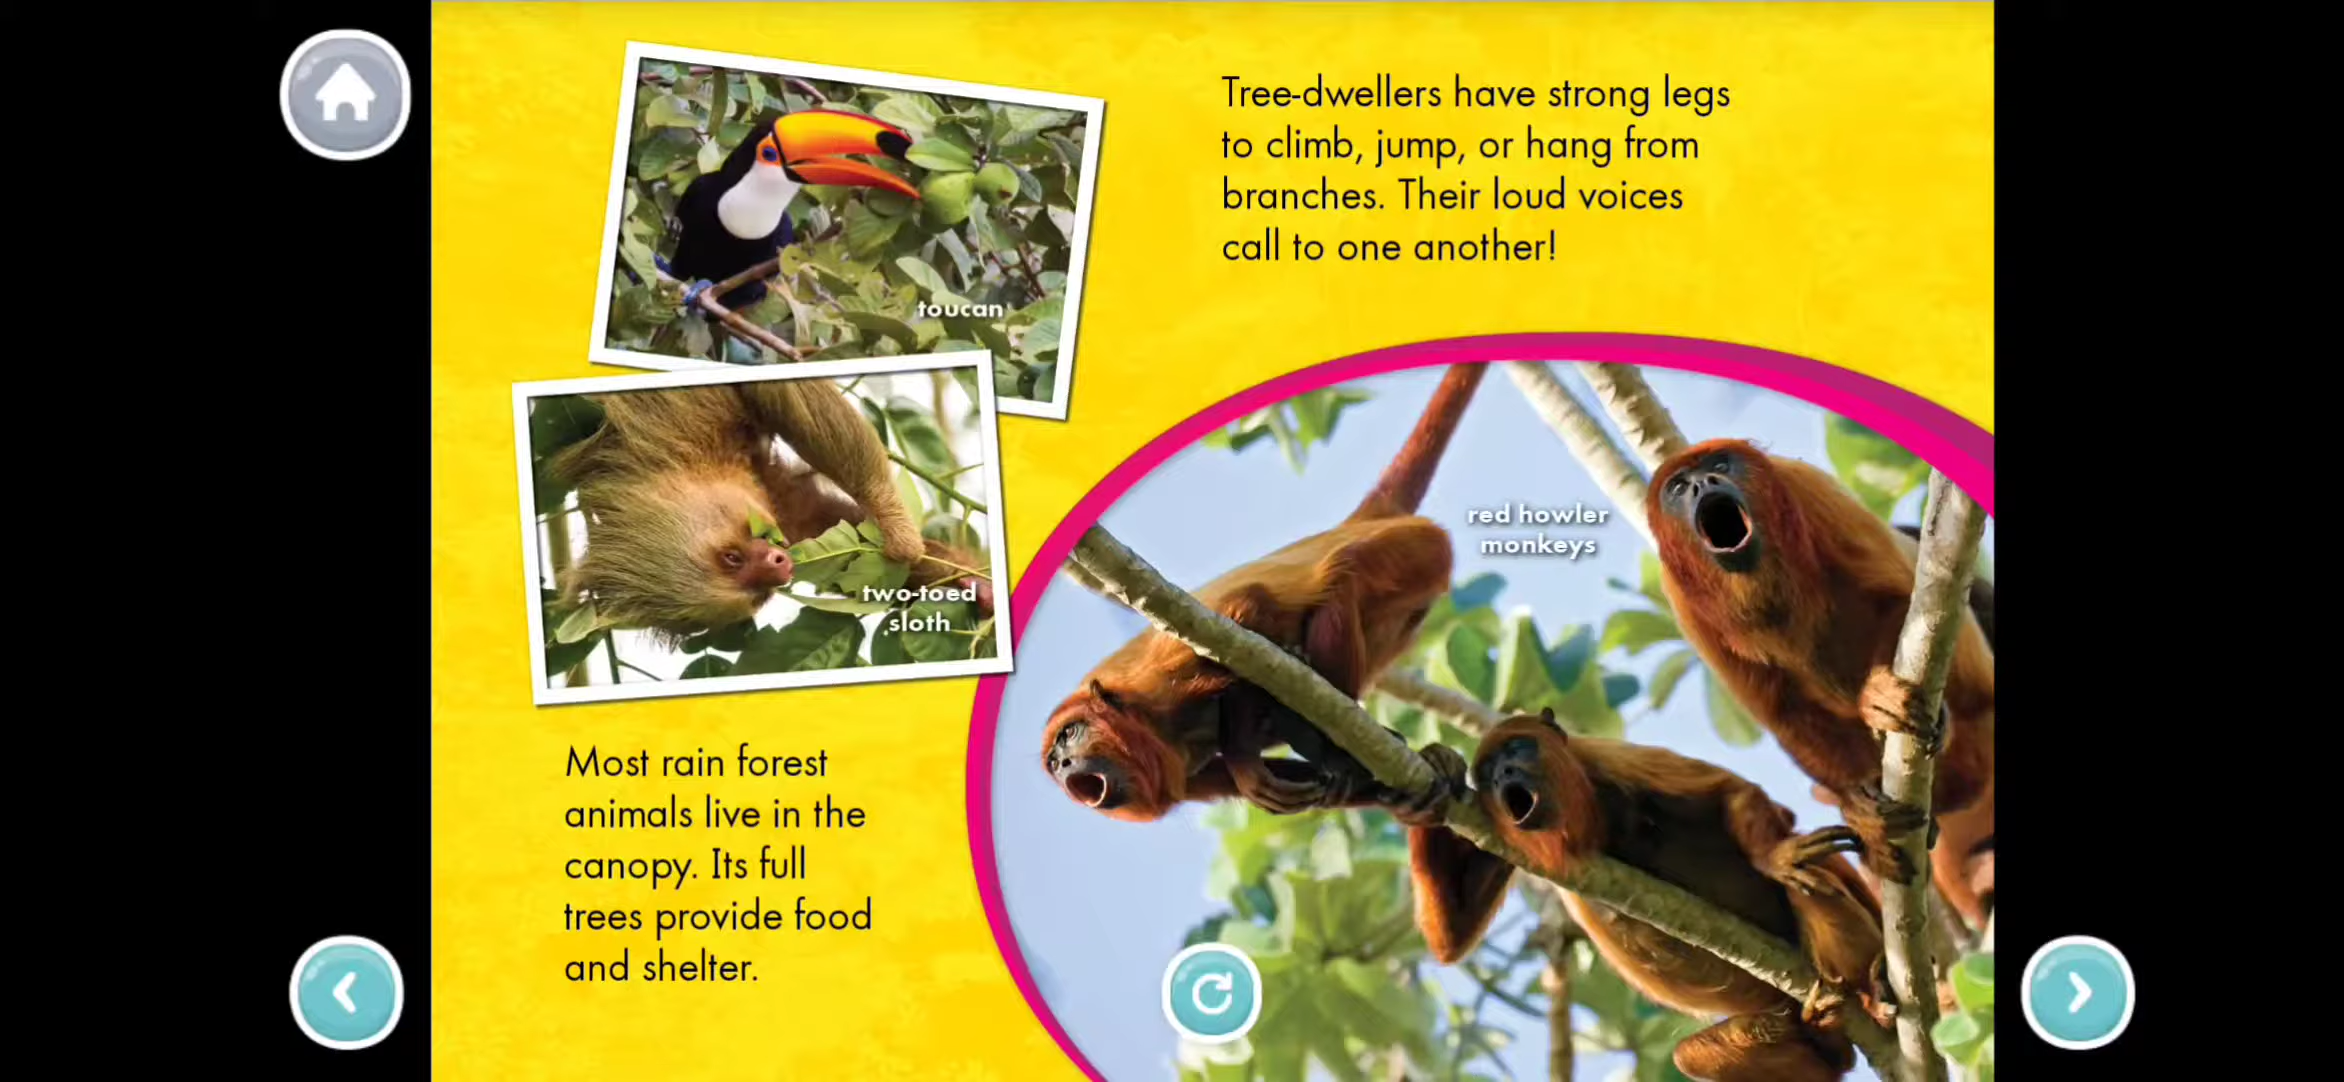 toucan
two-toed
sloth
Most rain forest
animals live in the
canopy. Its full
trees provide food
and shelter.
Tree-dwellers have strong legs
to climb, jump, or hang from
branches. Their loud voices
call to one another!
red howler
monkeys